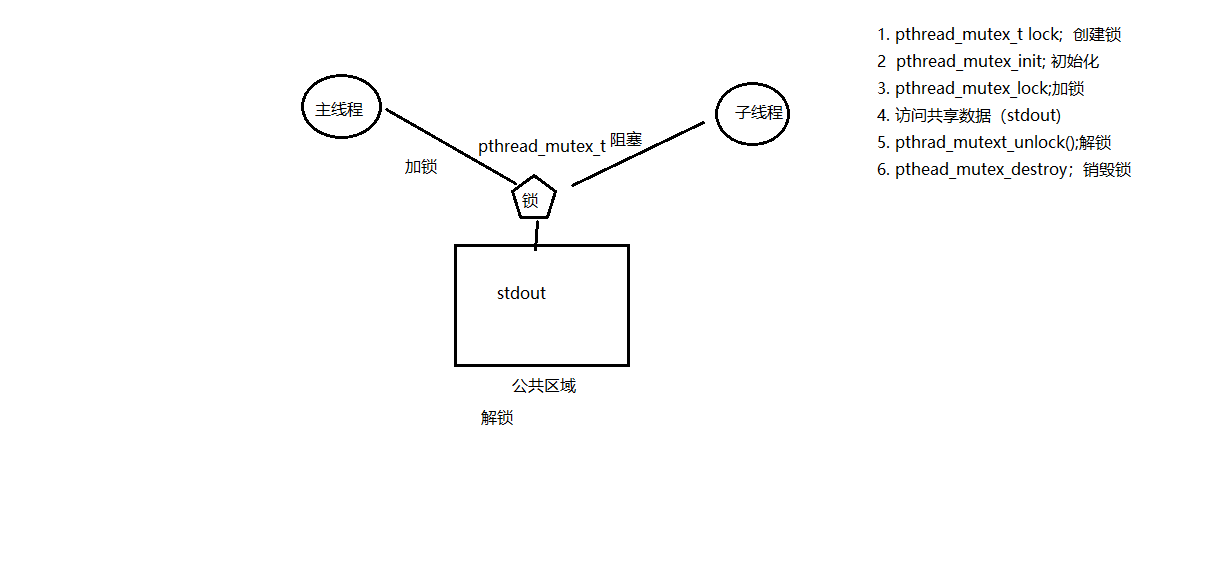 主线程
加锁
pthread_mutex_t
阻塞
子线程
锁
stdout
公共区域
解锁
1. pthread_mutex_t lock; 创建锁
2 pthread_mutex_init; 初始化
3. pthread_mutex_lock;加锁
4. 访问共享数据（stdout)
5. pthrad_mutext_unlock();解锁
6. pthead_mutex_destroy；销毁锁